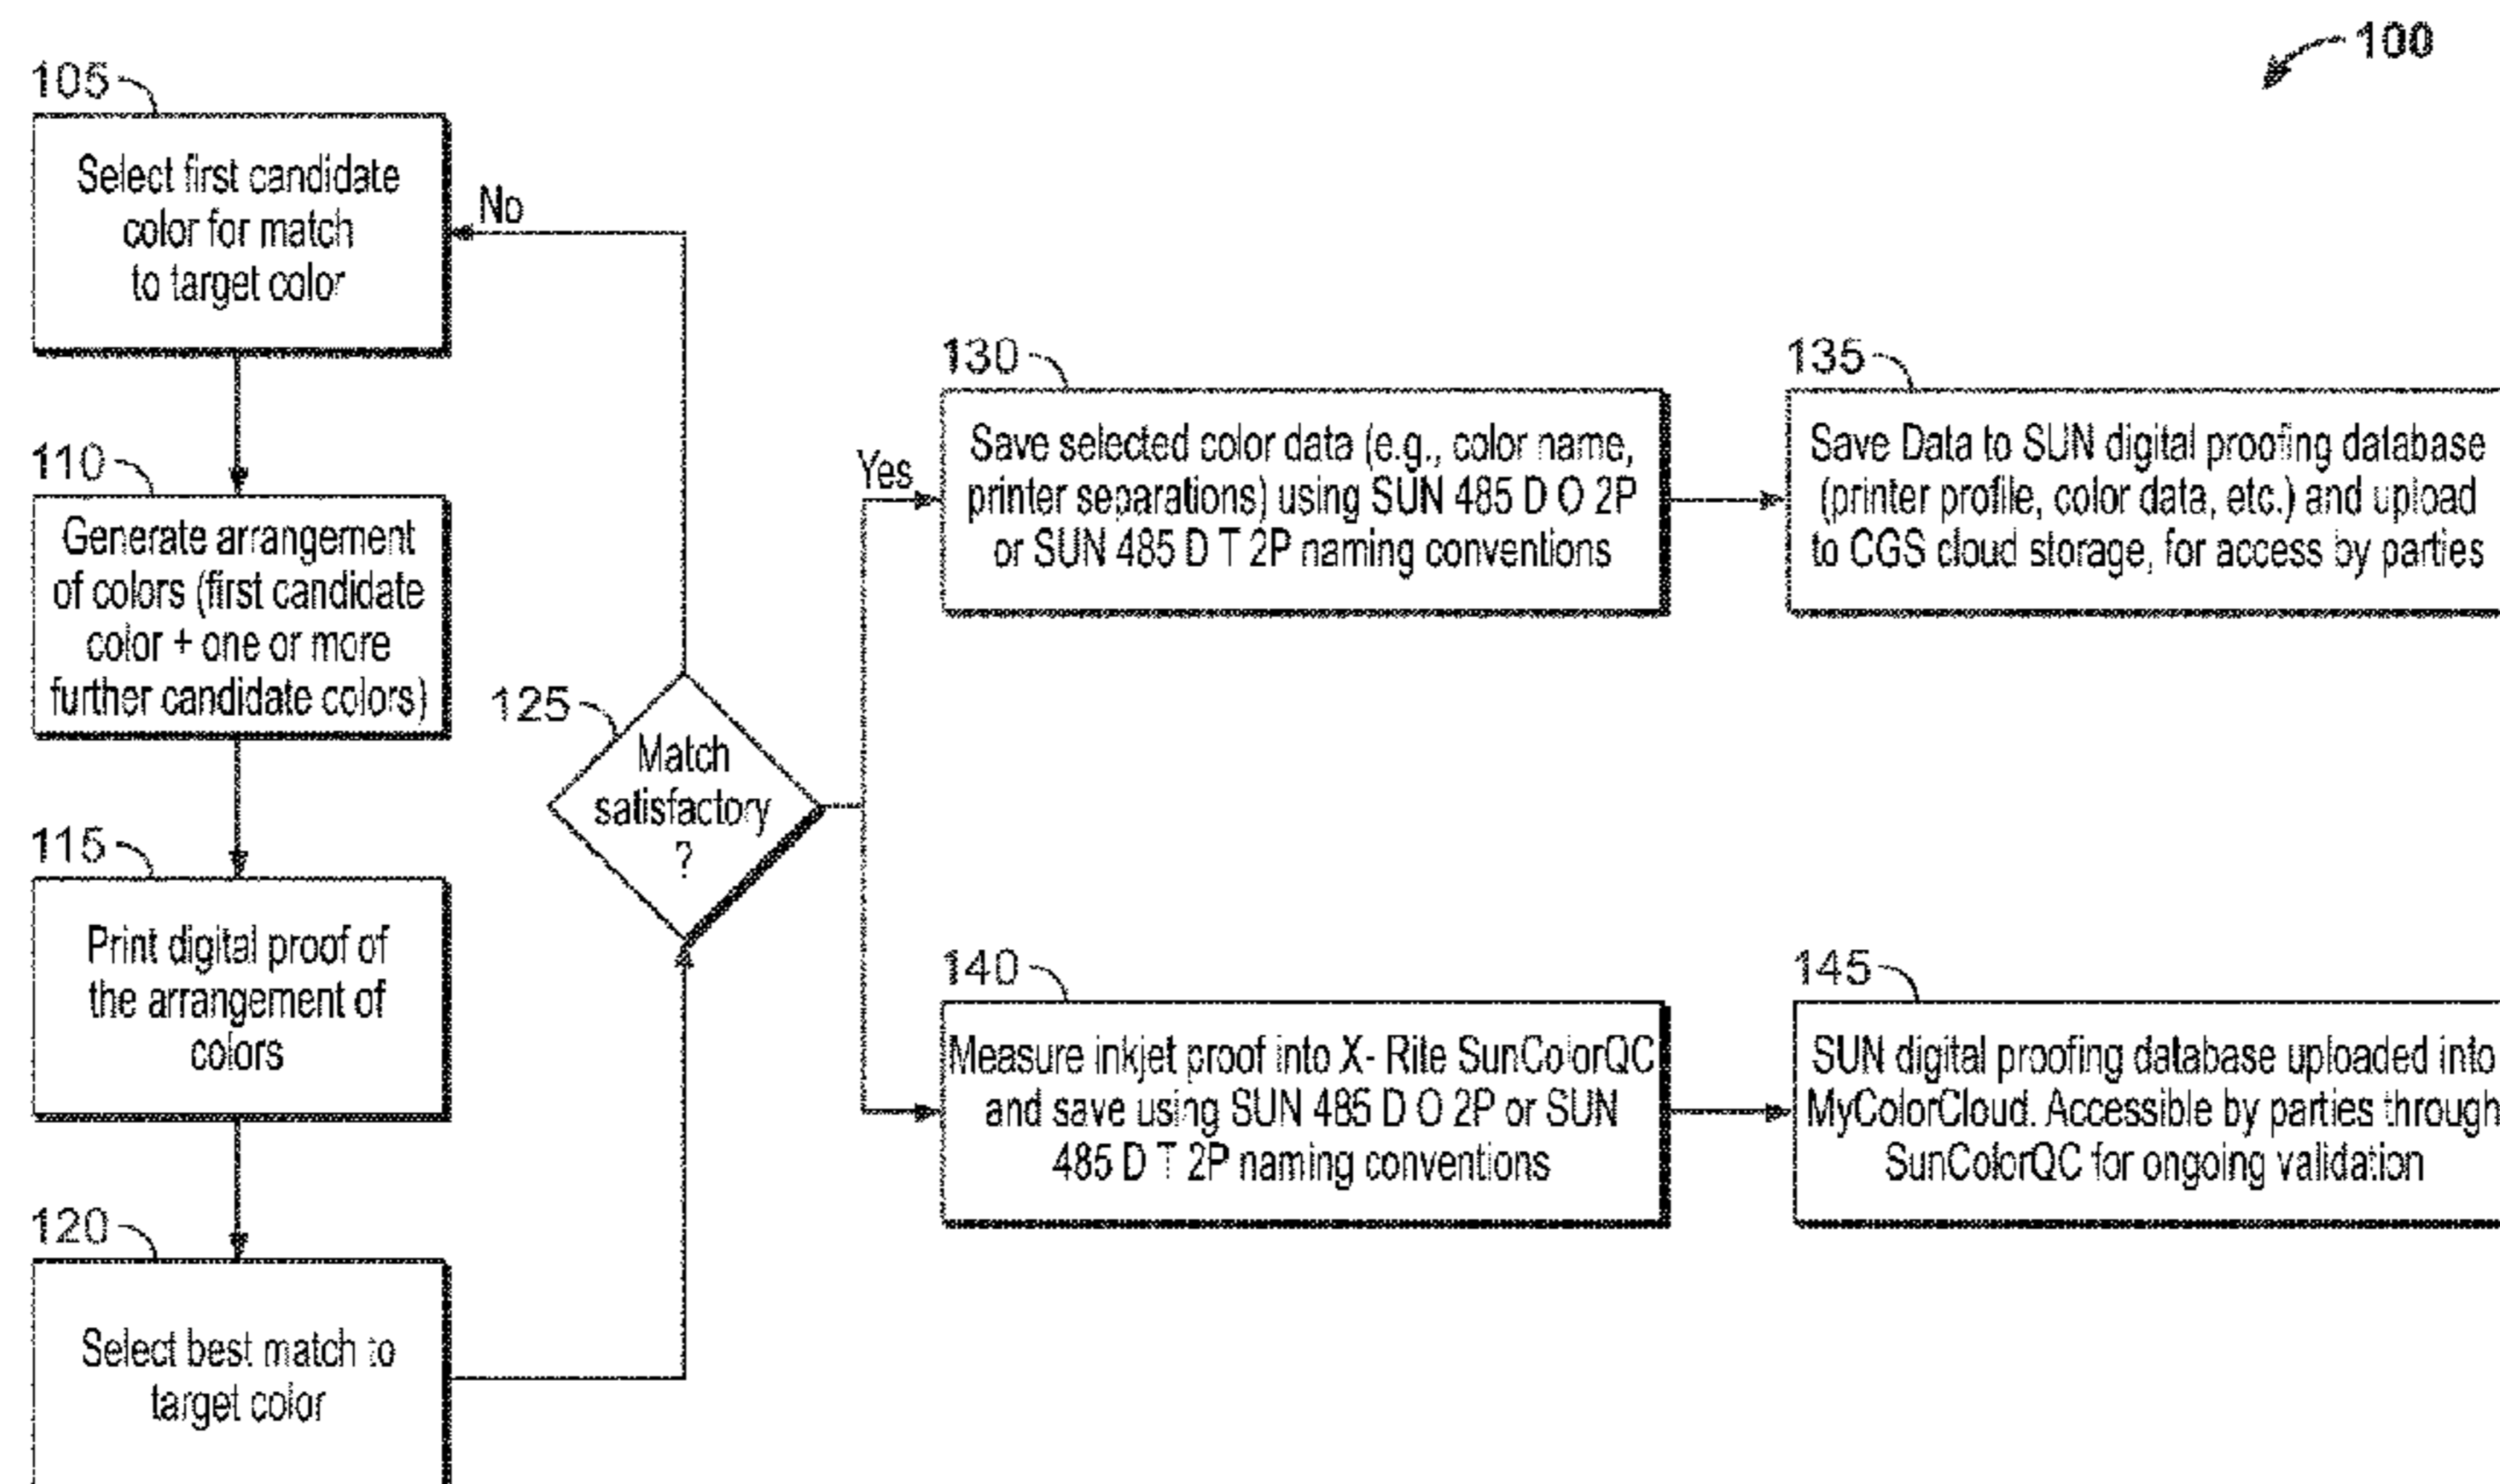 100
105
Select first candidate
color for match
to target color
No
110
Generate arrangement
of colors (first candidate
color + one or more
further candidate colors)
115
Print digital proof of
the arrangement of
colors
120
Select best match to
target color
125
Match
satisfactory
?
Yes
130
Save selected color data (e.g., color name,
printer separations) using SUN 485 D O 2P
or SUN 485 D T 2P naming conventions
135
Save Data to SUN digital proofing database
(printer profile, color data, etc.) and upload
to CGS cloud storage, for access by parties
140
Measure inkjet proof into X- Rite SunColorQC
and save using SUN 485 D O 2P or SUN
485 D T 2P naming conventions
145
SUN digital proofing database uploaded into
MyColorCloud. Accessible by parties through
SunColorQC for ongoing validation